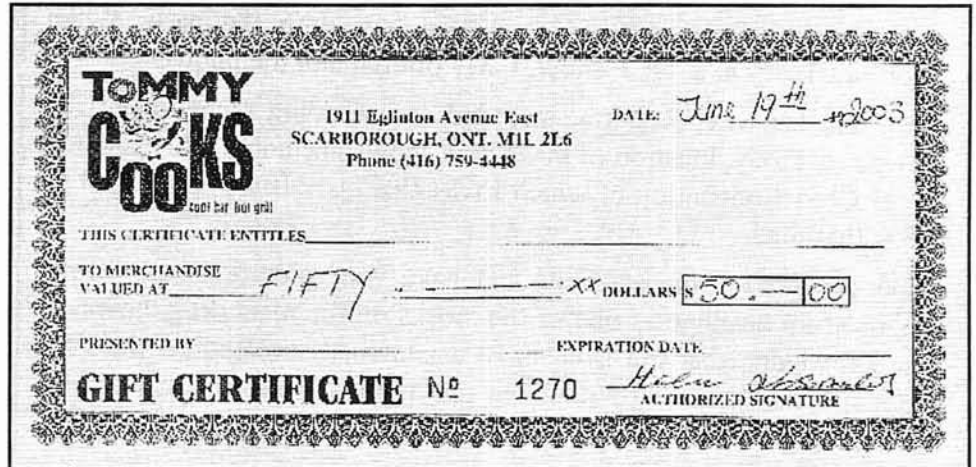 TOMMY
COOKS
cool bar hot grill
1911 Eglinton Avenue East
SCARBOROUGH, ONT. M1L 2L6
Phone (416) 759-4448
DATE: June 19th 2003
THIS CERTIFICATE ENTITLES
TO MERCHANDISE
VALUED AT FIFTY . — XX DOLLARS $ 50 . — 00
PRESENTED BY
EXPIRATION DATE
GIFT CERTIFICATE Nº 1270
AUTHORIZED SIGNATURE